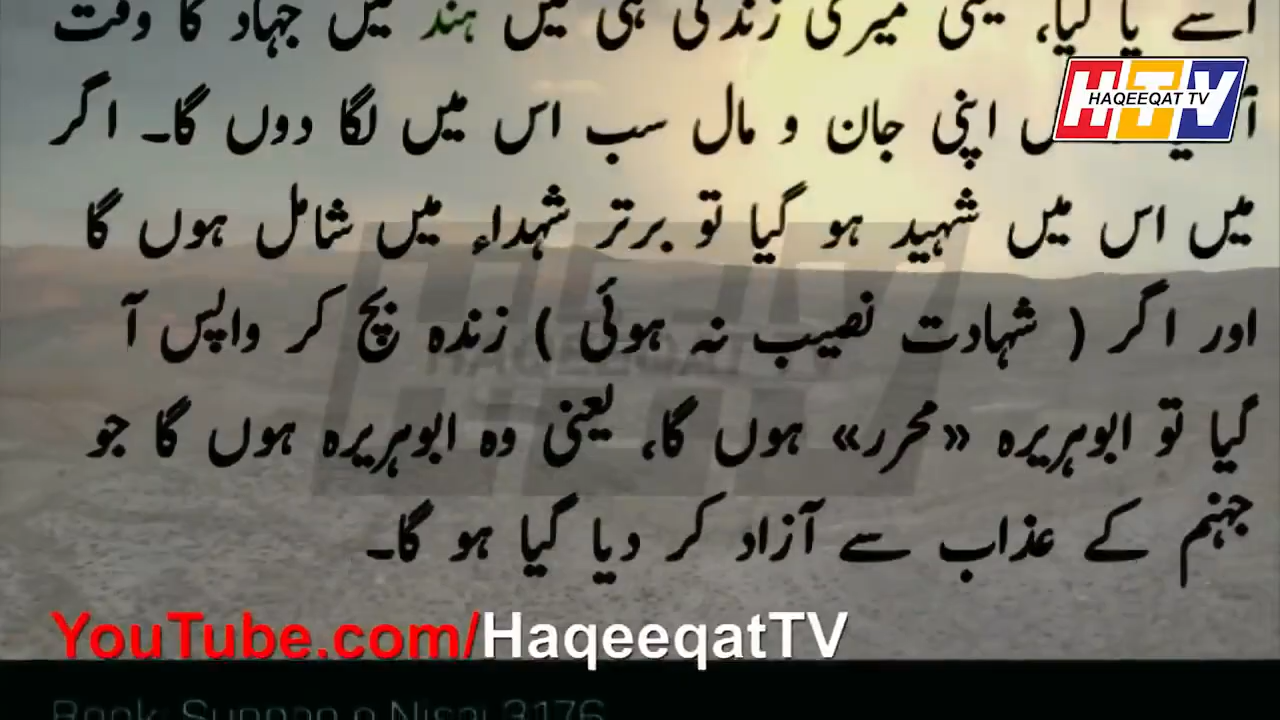 اسے پا گیا، یعنی میری زندگی ہی میں ہند میں جہاد کا وقت
HTV
HAQEEQAT TV
اپنی جان و مال سب اس میں لگا دوں گا۔ اگر
میں اس میں شہید ہو گیا تو برتر شہداء میں شامل ہوں گا
اور اگر ( شہادت نصیب نہ ہوئی ) زندہ بچ کر واپس آ
گیا تو ابوہریرہ «محرر» ہوں گا، یعنی وہ ابوہریرہ ہوں گا جو
جہنم کے عذاب سے آزاد کر دیا گیا ہو گا۔
HAQEEQAT TV
YouTube.com/HaqeeqatTV
Book: Sunnan e Nisai 3176